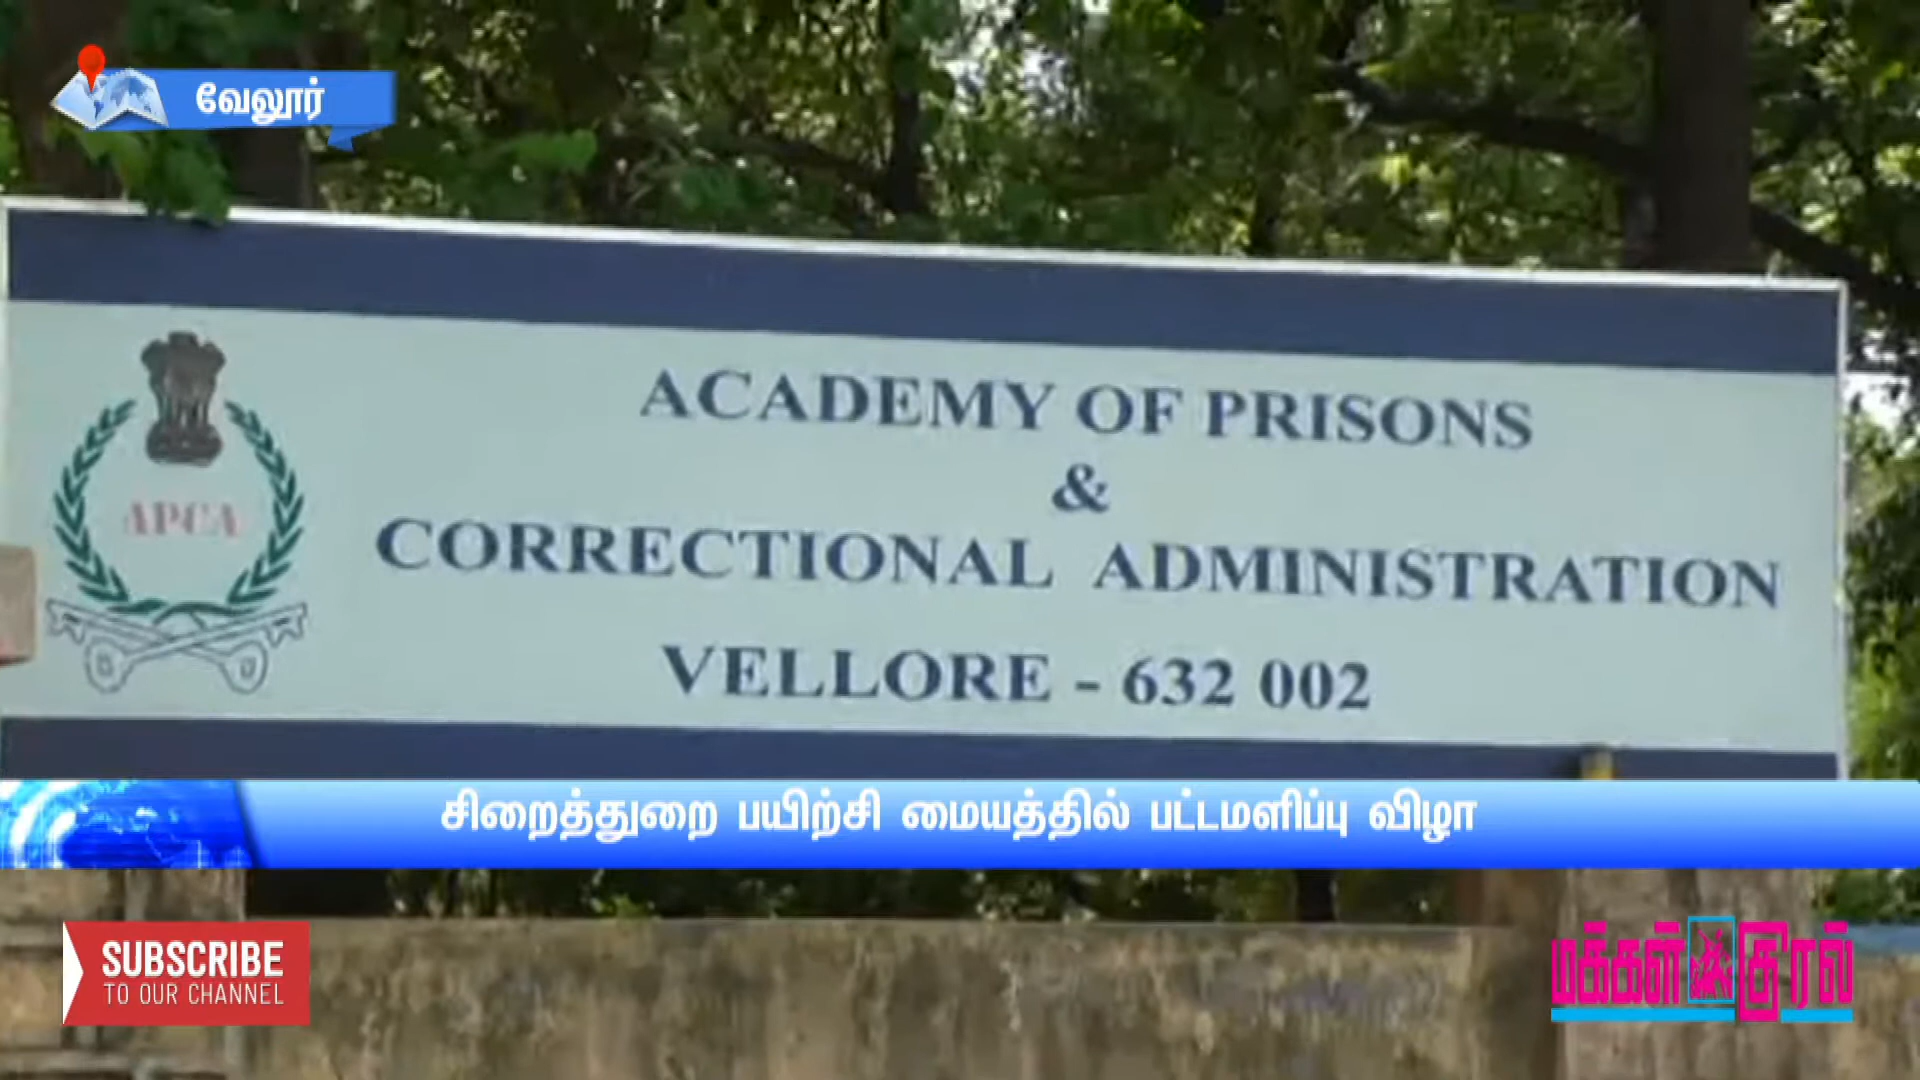 வேலூர்
ACADEMY OF PRISONS
&
CORRECTIONAL ADMINISTRATION
VELLORE - 632 002
APCA
சிறைத்துறை பயிற்சி மையத்தில் பட்டமளிப்பு விழா
SUBSCRIBE
TO OUR CHANNEL
மக்கள் குரல்